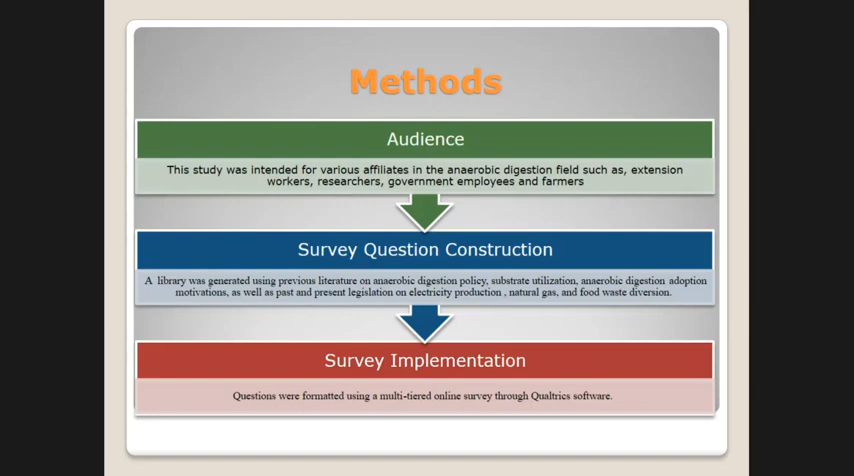 Methods
Audience
This study was intended for various affiliates in the anaerobic digestion field such as, extension
workers, researchers, government employees and farmers
Survey Question Construction
A library was generated using previous literature on anaerobic digestion policy, substrate utilization, anaerobic digestion adoption
motivations, as well as past and present legislation on electricity production , natural gas, and food waste diversion.
Survey Implementation
Questions were formatted using a multi-tiered online survey through Qualtrics software.